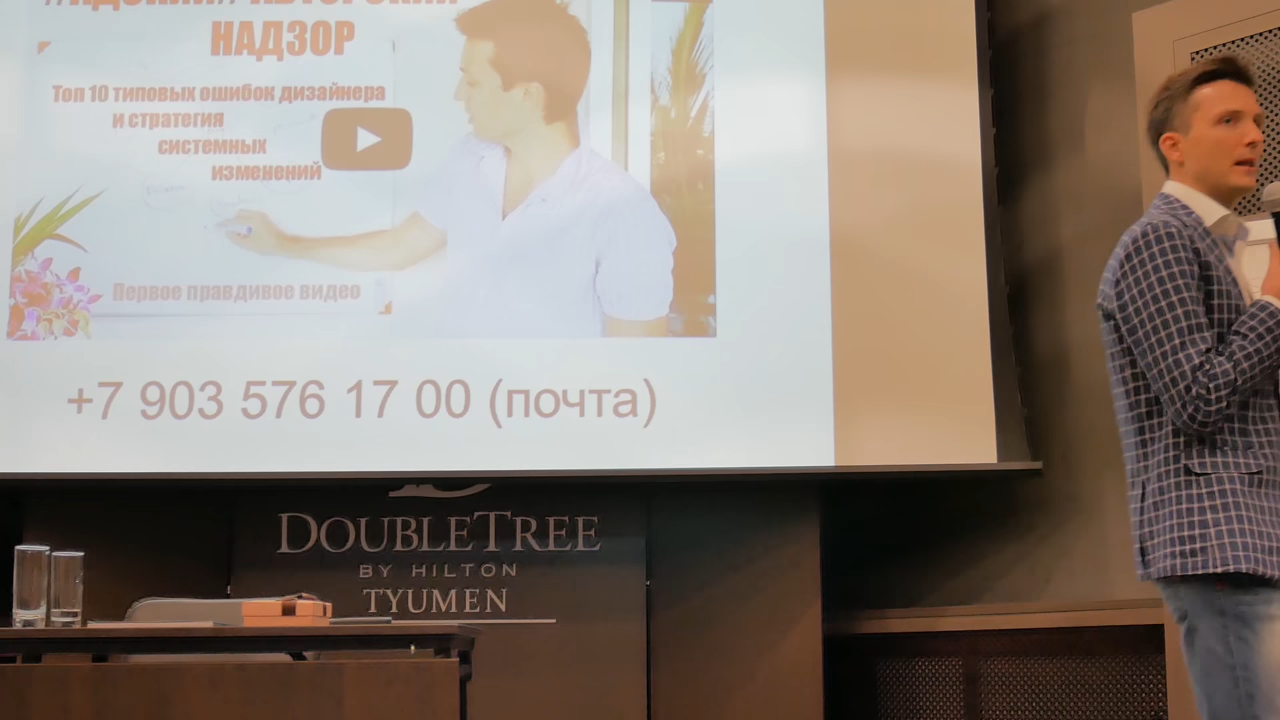 НАДЗОР
Топ 10 типовых ошибок дизайнера
и стратегия
системных
изменений
Первое правдивое видео
+7 903 576 17 00 (почта)
DOUBLETREE
BY HILTON
TYUMEN